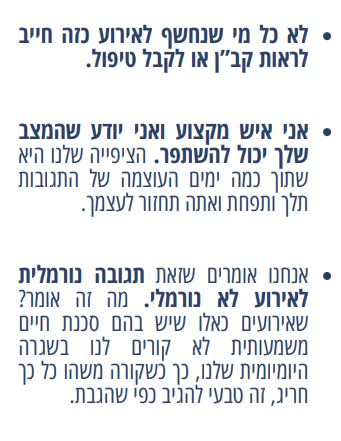 • לא כל מי שנחשף לאירוע כזה חייב
לראות קב"ן או לקבל טיפול.
• אני איש מקצוע ואני יודע שהמצב
שלך יכול להשתפר. הציפייה שלנו היא
שתוך כמה ימים העוצמה של התגובות
תלך ותפחת ואתה תחזור לעצמך.
• אנחנו אומרים שזאת תגובה נורמלית
לאירוע לא נורמלי. מה זה אומר?
שאירועים כאלו שיש בהם סכנת חיים
משמעותית לא קורים לנו בשגרה
היומיומית שלנו, כך כשקורה משהו כל כך
חריג, זה טבעי להגיב כפי שהגבת.